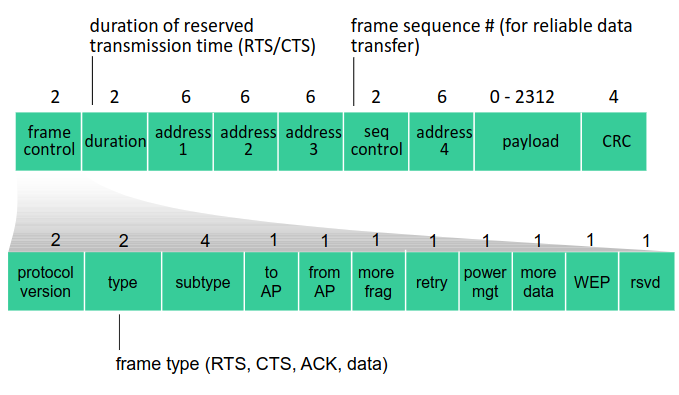 duration of reserved
transmission time (RTS/CTS)
frame sequence # (for reliable data
transfer)
2 2 6 6 6 2 6 0 - 2312 4
frame
control
duration
address
1
address
2
address
3
seq
control
address
4
payload
CRC
2 2 4 1 1 1 1 1 1 1 1
protocol
version
type
subtype
to
AP
from
AP
more
frag
retry
power
mgt
more
data
WEP
rsvd
frame type (RTS, CTS, ACK, data)